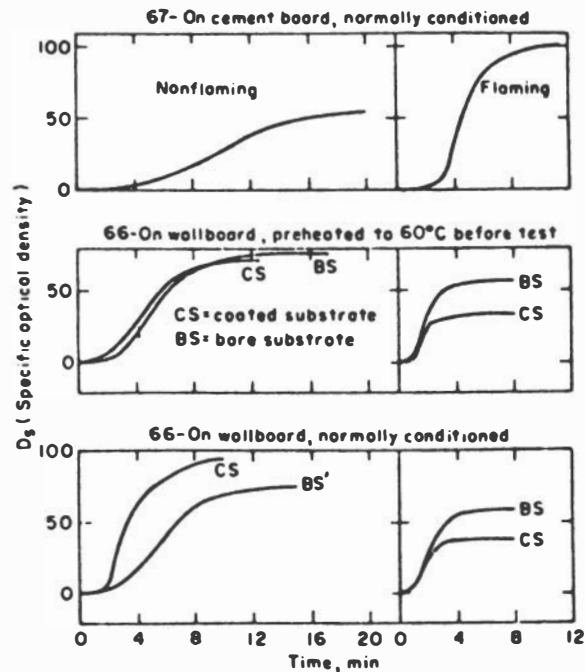 67-On cement board, normally conditioned
100
Nonflaming
Flaming
50
0
66-On wallboard, preheated to 60°C before test
50
CS
BS
CS = coated substrate
BS = bare substrate
BS
CS
0
66-On wallboard, normally conditioned
100
CS
BS'
BS
CS
50
0
0 4 8 12 16 20 0 4 8 12
Time, min
Ds (Specific optical density)